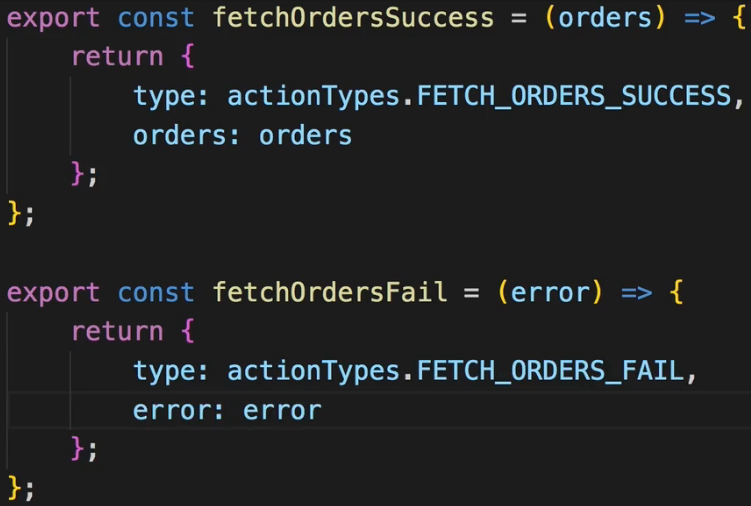 export const fetchOrdersSuccess = (orders) => {
    return {
        type: actionTypes.FETCH_ORDERS_SUCCESS,
        orders: orders
    };
};

export const fetchOrdersFail = (error) => {
    return {
        type: actionTypes.FETCH_ORDERS_FAIL,
        error: error
    };
};